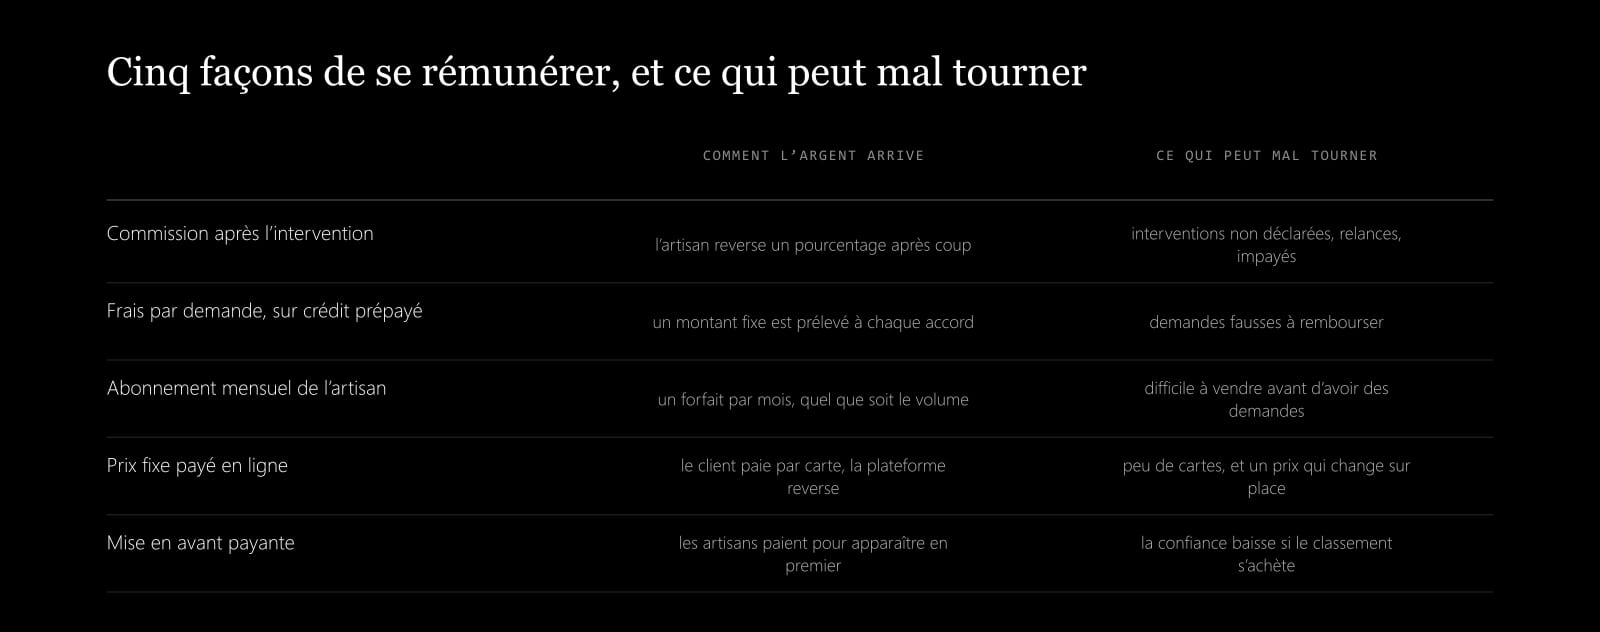 Cinq façons de se rémunérer, et ce qui peut mal tourner
COMMENT L’ARGENT ARRIVE
CE QUI PEUT MAL TOURNER
Commission après l’intervention
l’artisan reverse un pourcentage après coup
interventions non déclarées, relances,
impayés
Frais par demande, sur crédit prépayé
un montant fixe est prélevé à chaque accord
demandes fausses à rembourser
Abonnement mensuel de l’artisan
un forfait par mois, quel que soit le volume
difficile à vendre avant d’avoir des
demandes
Prix fixe payé en ligne
le client paie par carte, la plateforme
reverse
peu de cartes, et un prix qui change sur
place
Mise en avant payante
les artisans paient pour apparaître en
premier
la confiance baisse si le classement
s’achète